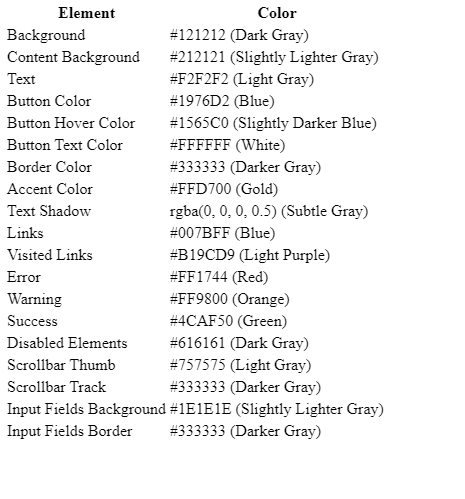 Element Color
Background #121212 (Dark Gray)
Content Background #212121 (Slightly Lighter Gray)
Text #F2F2F2 (Light Gray)
Button Color #1976D2 (Blue)
Button Hover Color #1565C0 (Slightly Darker Blue)
Button Text Color #FFFFFF (White)
Border Color #333333 (Darker Gray)
Accent Color #FFD700 (Gold)
Text Shadow rgba(0, 0, 0, 0.5) (Subtle Gray)
Links #007BFF (Blue)
Visited Links #B19CD9 (Light Purple)
Error #FF1744 (Red)
Warning #FF9800 (Orange)
Success #4CAF50 (Green)
Disabled Elements #616161 (Dark Gray)
Scrollbar Thumb #757575 (Light Gray)
Scrollbar Track #333333 (Darker Gray)
Input Fields Background #1E1E1E (Slightly Lighter Gray)
Input Fields Border #333333 (Darker Gray)